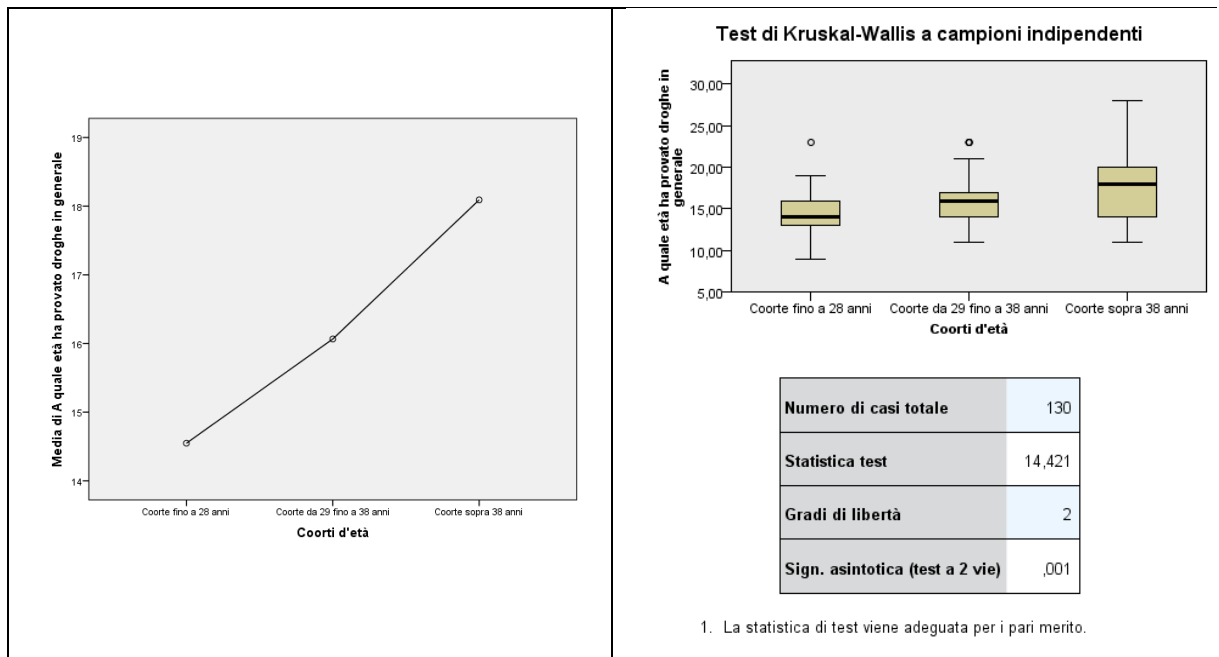 Media di A quale età ha provato droghe in generale
19
18
17
16
15
14
Coorte fino a 28 anni
Coorte da 29 fino a 38 anni
Coorte sopra 38 anni
Coorti d'età
Test di Kruskal-Wallis a campioni indipendenti
A quale età ha provato droghe in
generale
30,00
25,00
20,00
15,00
10,00
5,00
Coorte fino a 28 anni
Coorte da 29 fino a 38 anni
Coorte sopra 38 anni
Coorti d'età
Numero di casi totale 130
Statistica test 14,421
Gradi di libertà 2
Sign. asintotica (test a 2 vie) ,001
1. La statistica di test viene adeguata per i pari merito.